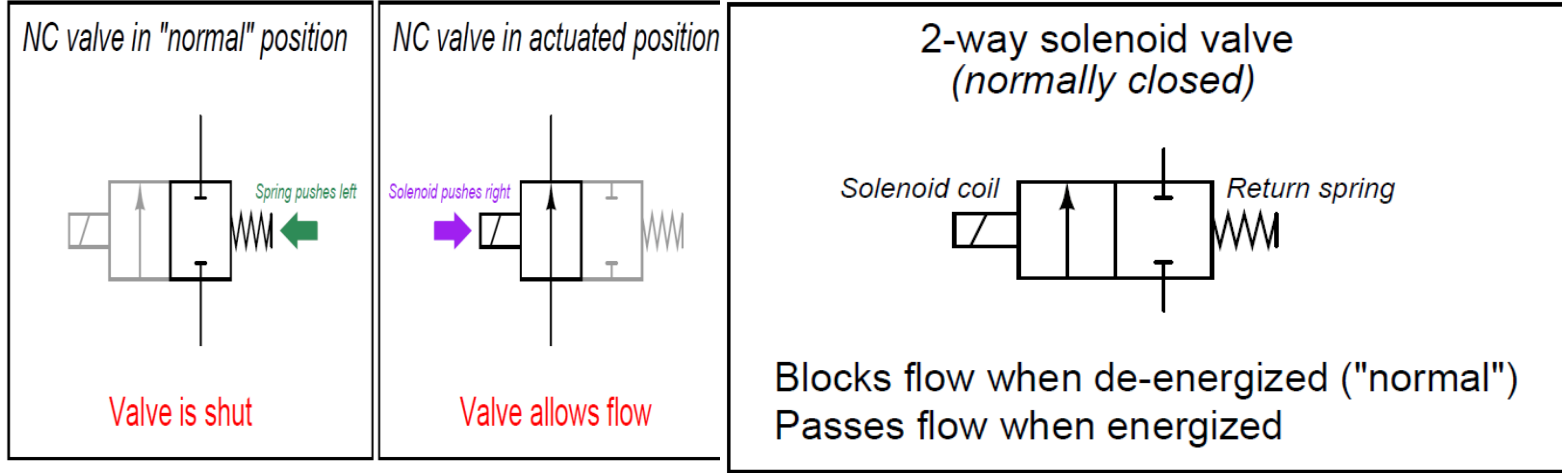 NC valve in "normal" position
Spring pushes left
Valve is shut
NC valve in actuated position
Solenoid pushes right
Valve allows flow
2-way solenoid valve
(normally closed)
Solenoid coil
Return spring
Blocks flow when de-energized ("normal")
Passes flow when energized